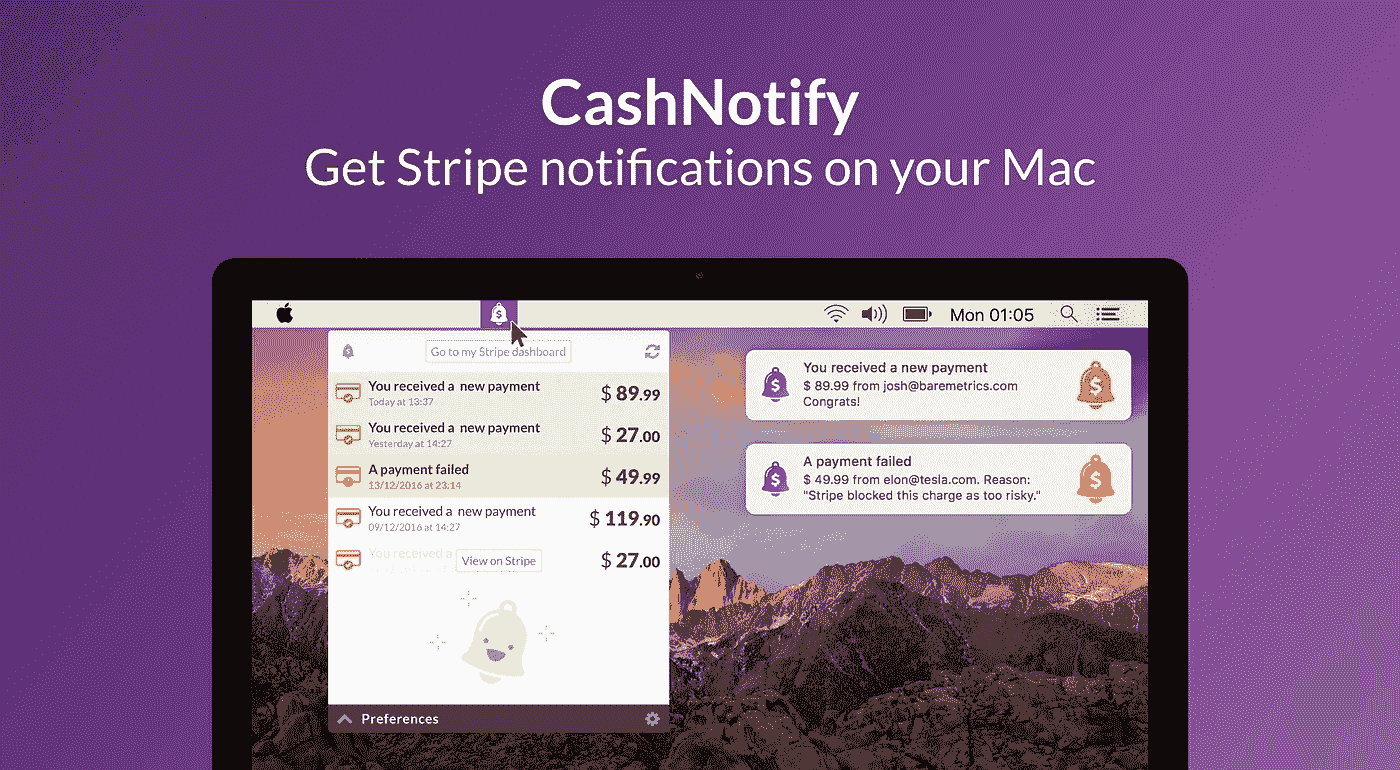 CashNotify
Get Stripe notifications on your Mac
Mon 01:05
Go to my Stripe dashboard
You received a new payment
Today at 13:37
$ 89.99
You received a new payment
Yesterday at 14:27
$ 27.00
A payment failed
13/12/2016 at 23:14
$ 49.99
You received a new payment
09/12/2016 at 14:27
$ 119.90
You received a
View on Stripe
$ 27.00
Preferences
You received a new payment
$ 89.99 from josh@baremetrics.com
Congrats!
A payment failed
$ 49.99 from elon@tesla.com. Reason:
"Stripe blocked this charge as too risky."